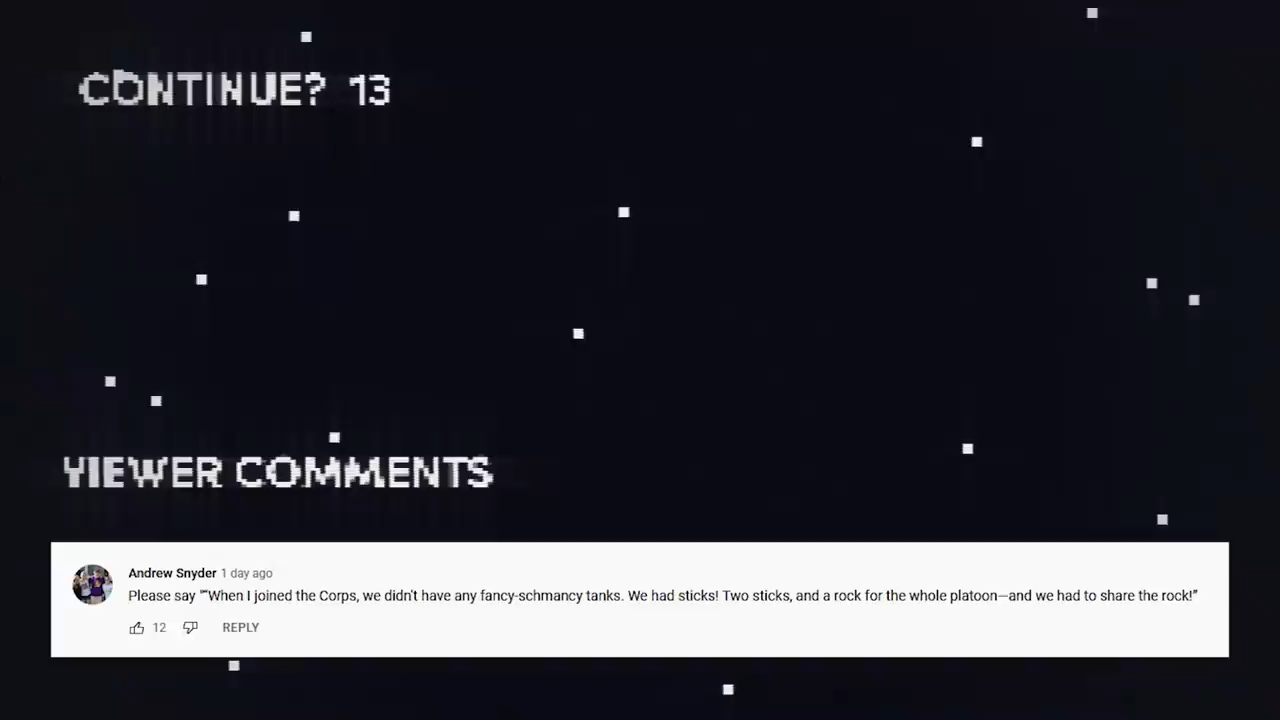 CONTINUE? 13
VIEWER COMMENTS
Andrew Snyder 1 day ago
Please say "“When I joined the Corps, we didn't have any fancy-schmancy tanks. We had sticks! Two sticks, and a rock for the whole platoon—and we had to share the rock!”
12 REPLY